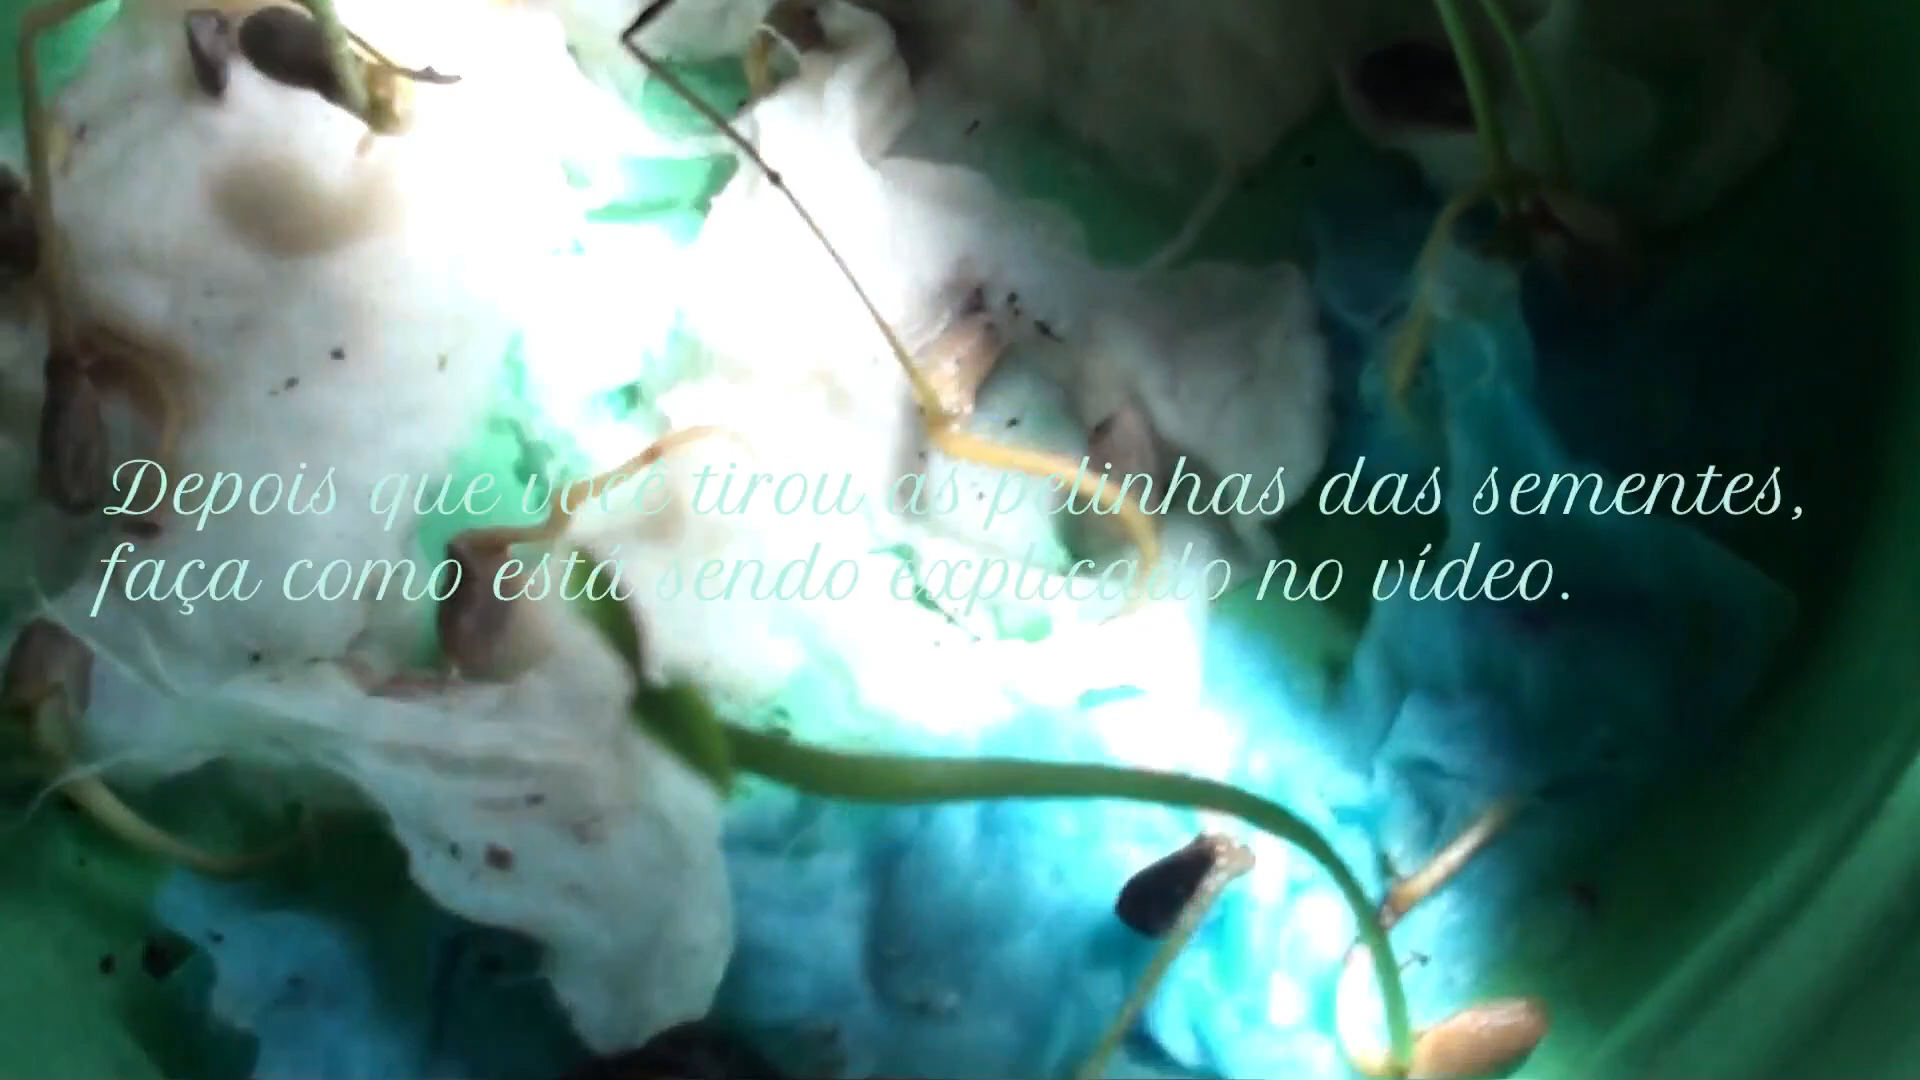 Depois que você tirou as pelinhas das sementes,
faça como está sendo explicado no vídeo.